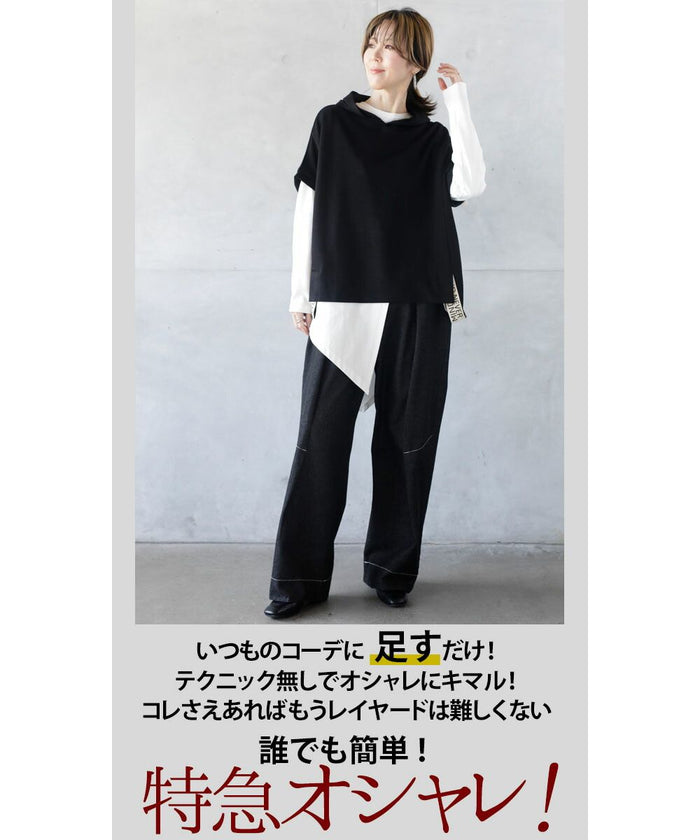 いつものコーデに 足すだけ！
テクニック無しでオシャレにキマル！
コレさえあればもうレイヤードは難しくない
誰でも簡単！
特急オシャレ！